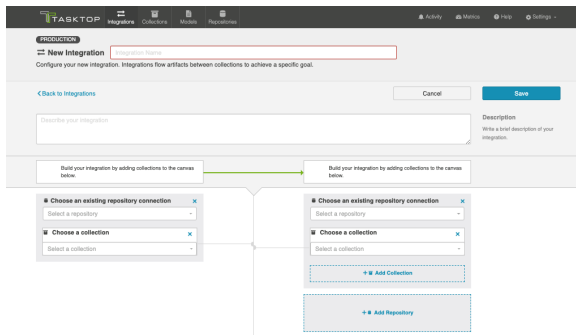 TASKTOP
Integrations
Collections
Models
Repositories
Activity
Metrics
Help
Settings
PRODUCTION
New Integration
Integration Name
Configure your new integration. Integrations flow artifacts between collections to achieve a specific goal.
Back to Integrations
Cancel
Save
Describe your integration
Description
Write a brief description of your
integration.
Build your integration by adding collections to the canvas
below.
Build your integration by adding collections to the canvas
below.
Choose an existing repository connection
Select a repository
Choose a collection
Select a collection
Choose an existing repository connection
Select a repository
Choose a collection
Select a collection
+ Add Collection
+ Add Repository